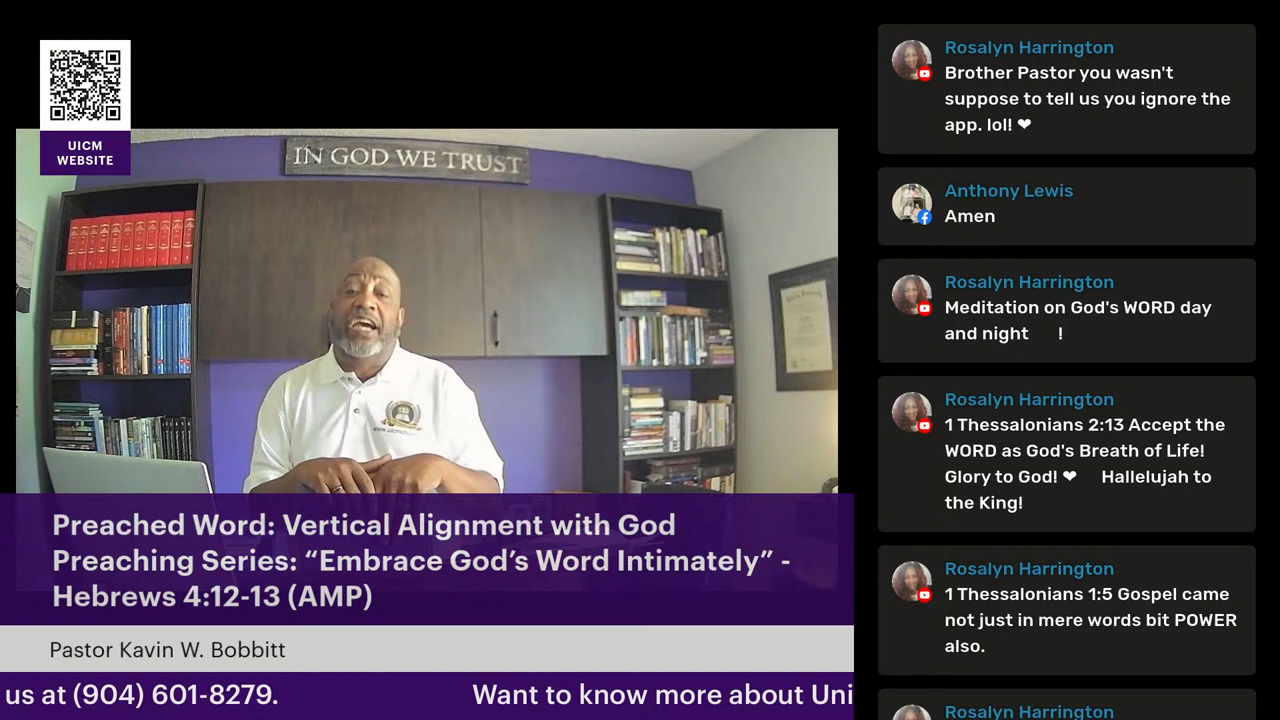 UICM
WEBSITE
IN GOD WE TRUST
Preached Word: Vertical Alignment with God
Preaching Series: “Embrace God’s Word Intimately” -
Hebrews 4:12-13 (AMP)
Pastor Kavin W. Bobbitt
us at (904) 601-8279.
Want to know more about Uni
Rosalyn Harrington
Brother Pastor you wasn't
suppose to tell us you ignore the
app. lol! ❤
Anthony Lewis
Amen
Rosalyn Harrington
Meditation on God's WORD day
and night !
Rosalyn Harrington
1 Thessalonians 2:13 Accept the
WORD as God's Breath of Life!
Glory to God! ❤ Hallelujah to
the King!
Rosalyn Harrington
1 Thessalonians 1:5 Gospel came
not just in mere words bit POWER
also.
Rosalyn Harrington